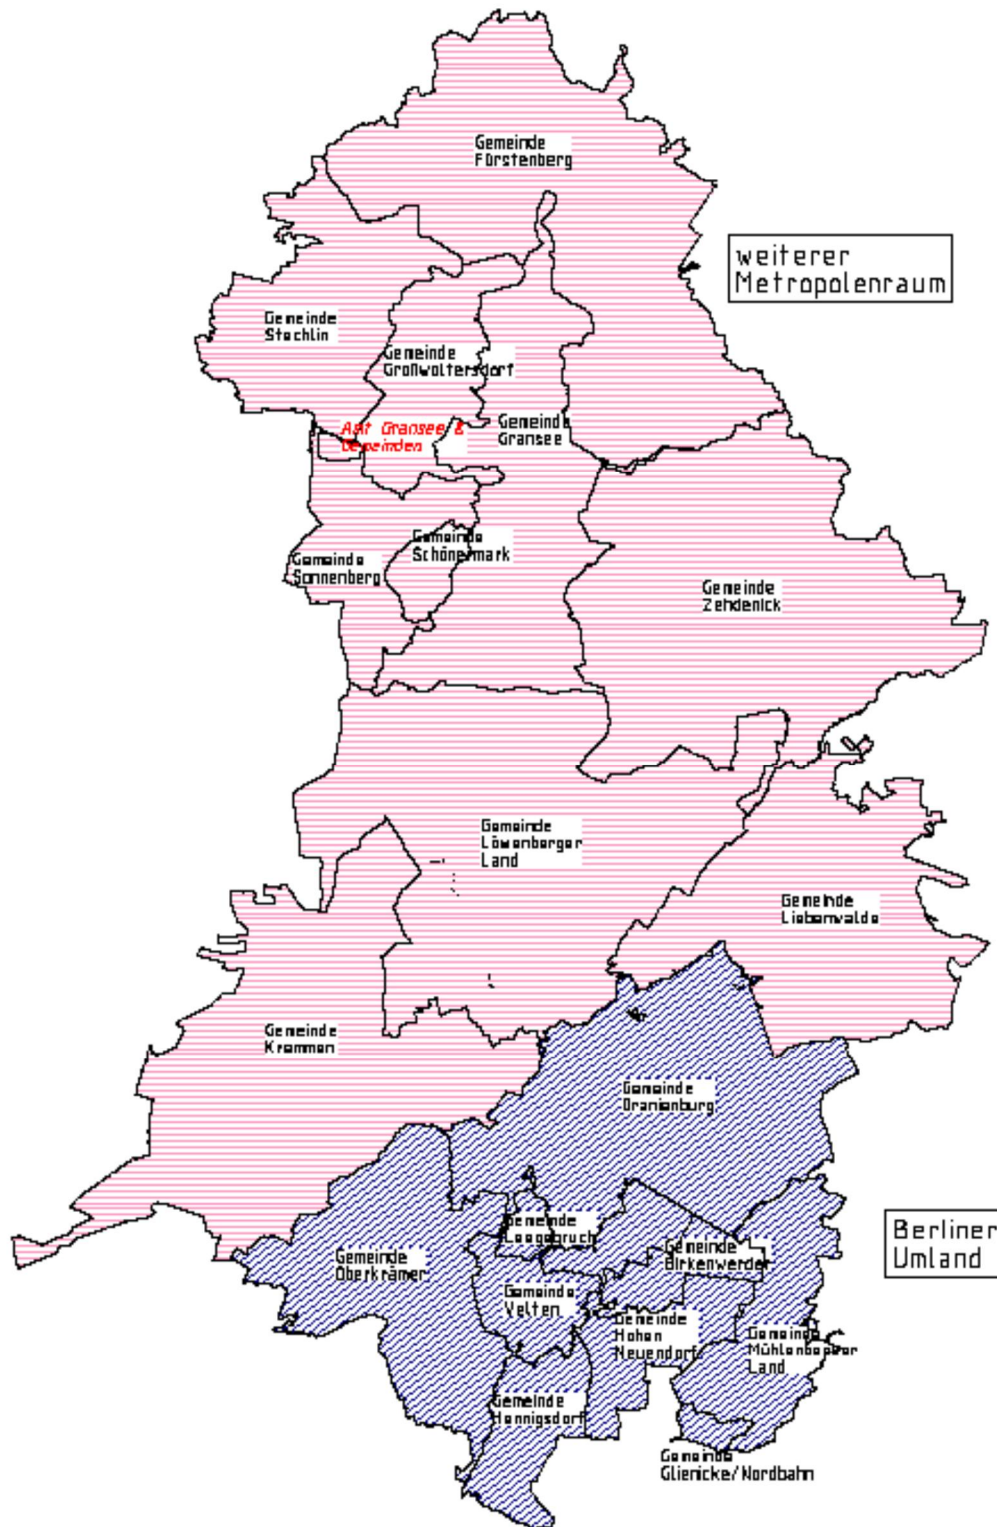 Gemeinde
Fürstenberg
weiterer
Metropolenraum
Gemeinde
Stechlin
Gemeinde
Großwoltersdorf
Gemeinde
Gransee
Amt Gransee &
Gemeinden
Gemeinde
Schönermark
Gemeinde
Sonnenberg
Gemeinde
Zehdenick
Gemeinde
Löwenberger
Land
Gemeinde
Liebenwalde
Gemeinde
Kremmen
Gemeinde
Oranienburg
Gemeinde
Leegebruch
Berliner
Umland
Gemeinde
Birkenwerder
Gemeinde
Oberkrämer
Gemeinde
Velten
Gemeinde
Hohen
Neuendorf
Gemeinde
Mühlenbecker
Land
Gemeinde
Hennigsdorf
Gemeinde
Glienicke/Nordbahn